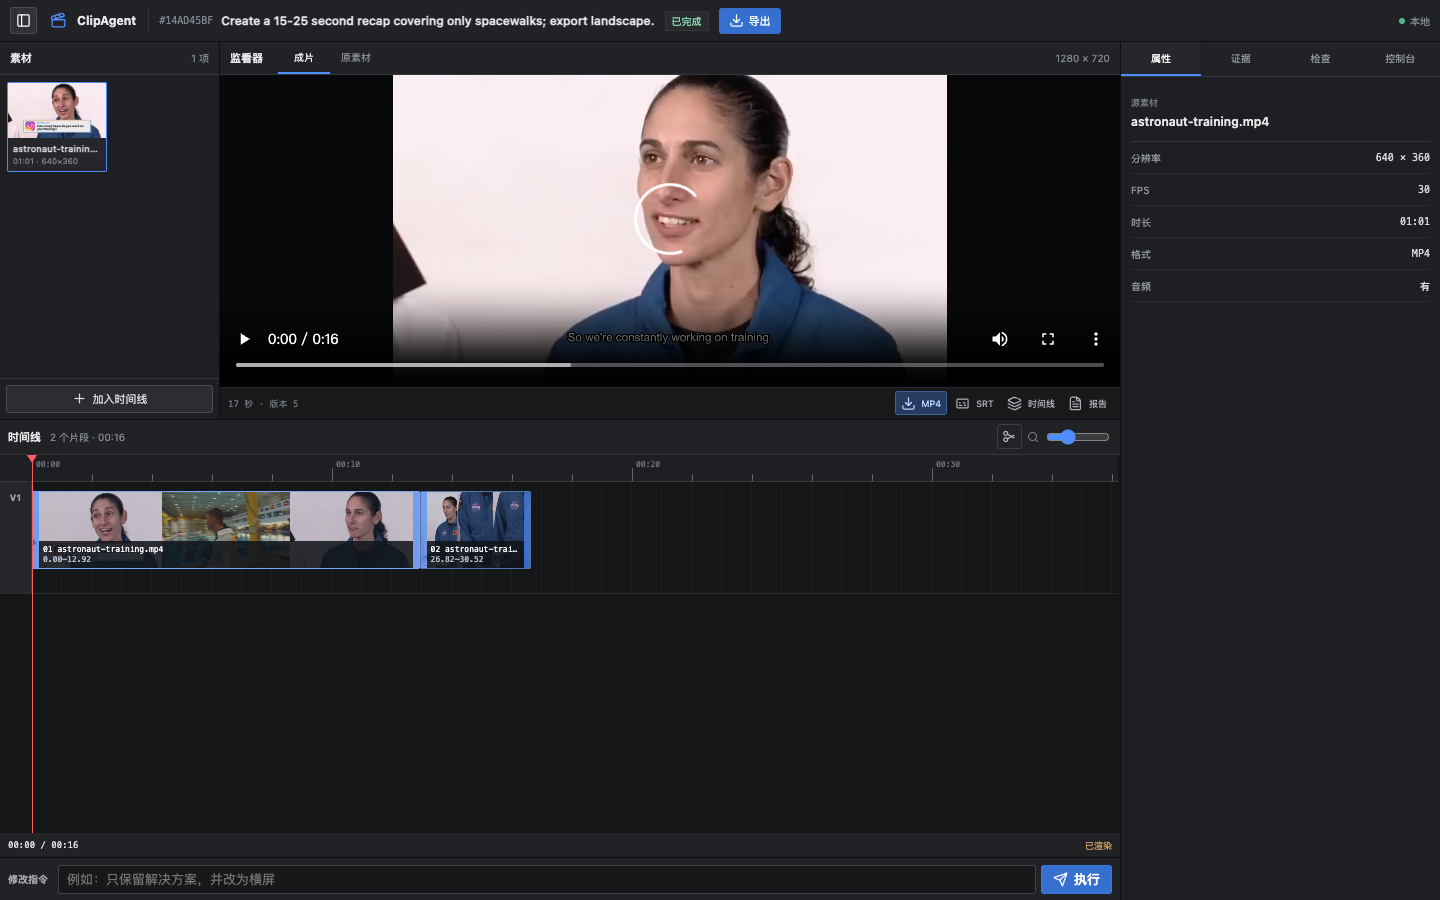 ClipAgent
#14AD45BF
Create a 15-25 second recap covering only spacewalks; export landscape.
已完成
导出
本地
素材
1 项
监看器
成片
原素材
1280 × 720
属性
证据
检查
控制台
astronaut-trainin...
01:01 · 640×360
So we're constantly working on training.
0:00 / 0:16
源素材
astronaut-training.mp4
分辨率 640 × 360
FPS 30
时长 01:01
格式 MP4
音频 有
加入时间线
17 秒 · 版本 5
MP4
SRT
时间线
报告
时间线
2 个片段 · 00:16
00:00
00:10
00:20
00:30
V1
01 astronaut-training.mp4
0.00–12.92
02 astronaut-trai…
26.82–30.52
00:00 / 00:16
已渲染
修改指令
例如：只保留解决方案，并改为横屏
执行